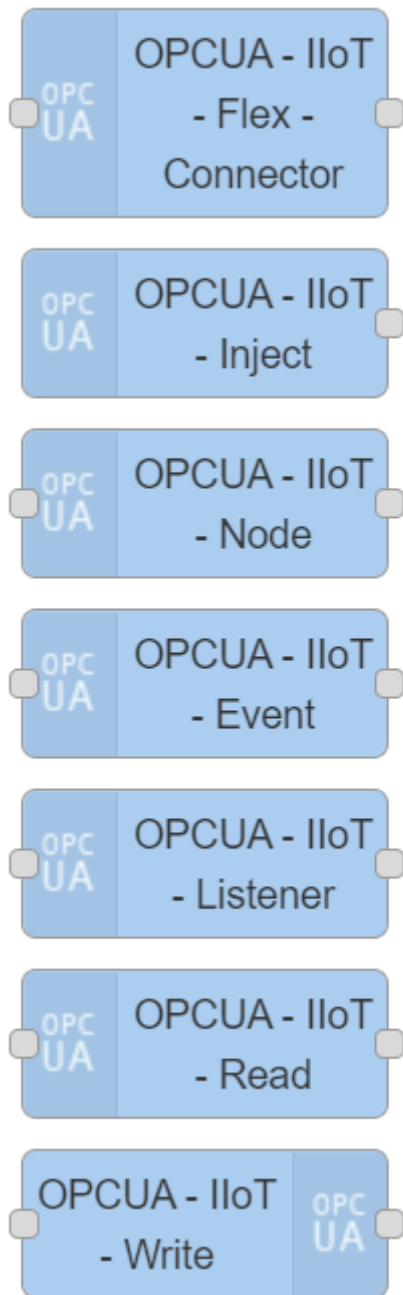 OPC
UA
OPCUA - IIoT
- Flex -
Connector
OPC
UA
OPCUA - IIoT
- Inject
OPC
UA
OPCUA - IIoT
- Node
OPC
UA
OPCUA - IIoT
- Event
OPC
UA
OPCUA - IIoT
- Listener
OPC
UA
OPCUA - IIoT
- Read
OPCUA - IIoT
- Write
OPC
UA